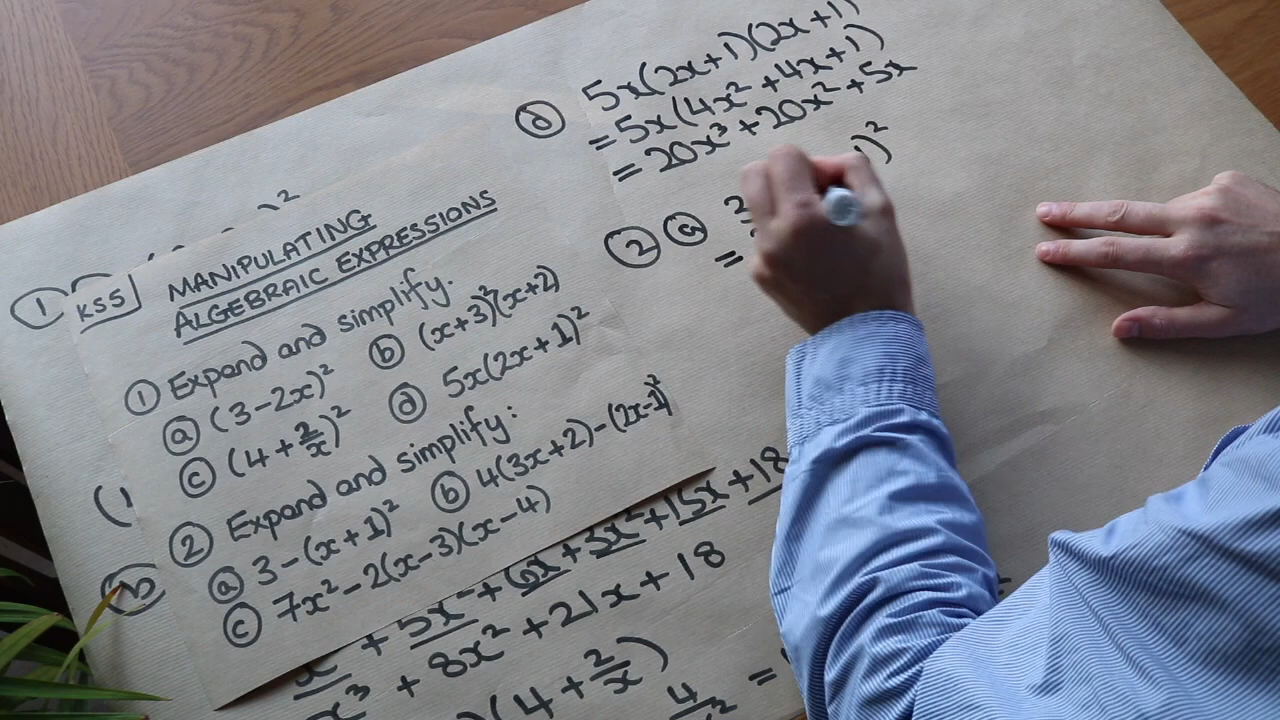 KS5
MANIPULATING
ALGEBRAIC EXPRESSIONS
① Expand and simplify.
ⓐ (3-2x)² ⓑ (x+3)²(x+2)
ⓒ (4+2/x)² ⓓ 5x(2x+1)²
② Expand and simplify:
ⓐ 3-(x+1)² ⓑ 4(3x+2)-(2x-1)²
ⓒ 7x²-2(x-3)(x-4)
①
ⓑ
+ 5x² + 6x + 3x² + 15x + 18
x³ + 8x² + 21x + 18
(4+2/x)
ⓓ 5x(2x+1)(2x+1)
= 5x(4x²+4x+1)
= 20x³+20x²+5x
② ⓐ
=